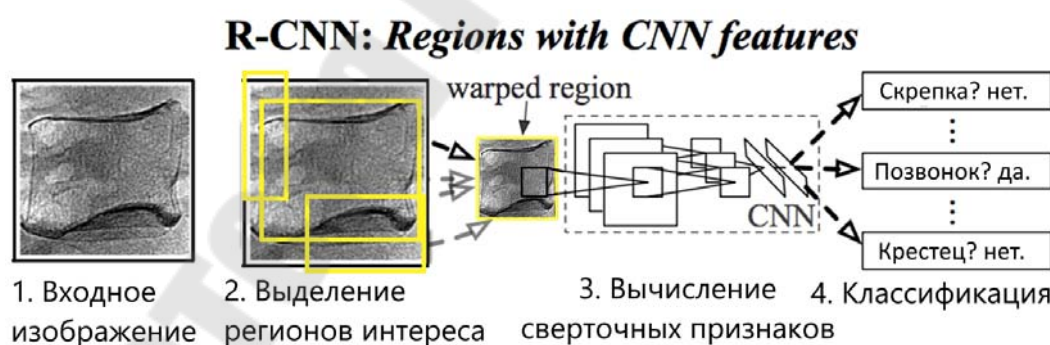 R-CNN: Regions with CNN features
warped region
CNN
Скрепка? нет.
⋮
Позвонок? да.
⋮
Крестец? нет.
1. Входное
изображение
2. Выделение
регионов интереса
3. Вычисление
сверточных признаков
4. Классификация